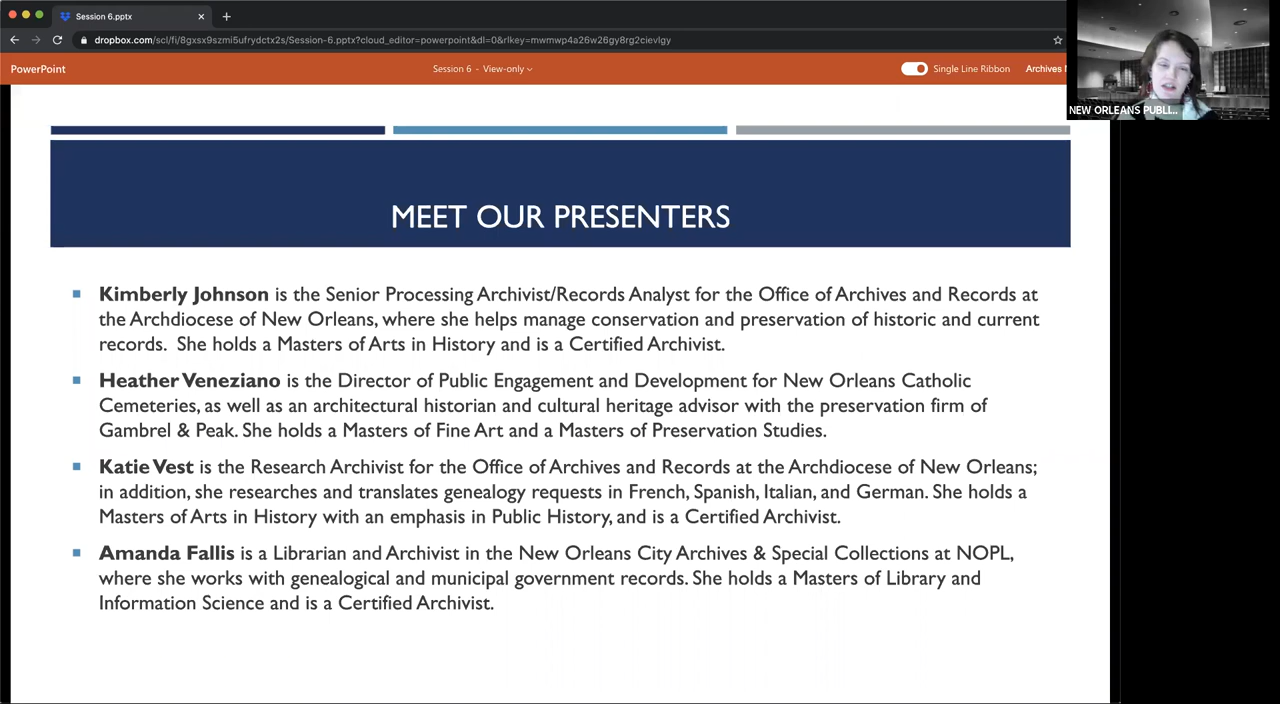 Session 6.pptx
dropbox.com/scl/fi/8gxsx9szmi5ufrydctx2s/Session-6.pptx?cloud_editor=powerpoint&dl=0&rlkey=mwmwp4a26w26gy8rg2cievlgy
PowerPoint
Session 6 - View-only
Single Line Ribbon
Archives
NEW ORLEANS PUBLI...
MEET OUR PRESENTERS
Kimberly Johnson is the Senior Processing Archivist/Records Analyst for the Office of Archives and Records at
the Archdiocese of New Orleans, where she helps manage conservation and preservation of historic and current
records. She holds a Masters of Arts in History and is a Certified Archivist.
Heather Veneziano is the Director of Public Engagement and Development for New Orleans Catholic
Cemeteries, as well as an architectural historian and cultural heritage advisor with the preservation firm of
Gambrel & Peak. She holds a Masters of Fine Art and a Masters of Preservation Studies.
Katie Vest is the Research Archivist for the Office of Archives and Records at the Archdiocese of New Orleans;
in addition, she researches and translates genealogy requests in French, Spanish, Italian, and German. She holds a
Masters of Arts in History with an emphasis in Public History, and is a Certified Archivist.
Amanda Fallis is a Librarian and Archivist in the New Orleans City Archives & Special Collections at NOPL,
where she works with genealogical and municipal government records. She holds a Masters of Library and
Information Science and is a Certified Archivist.